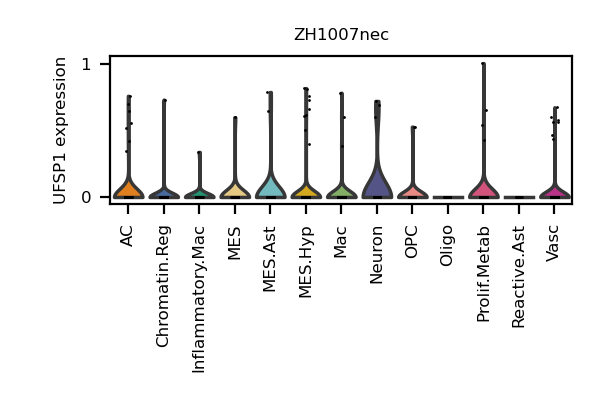 ZH1007nec
UFSP1 expression
1
0
AC
Chromatin.Reg
Inflammatory.Mac
MES
MES.Ast
MES.Hyp
Mac
Neuron
OPC
Oligo
Prolif.Metab
Reactive.Ast
Vasc